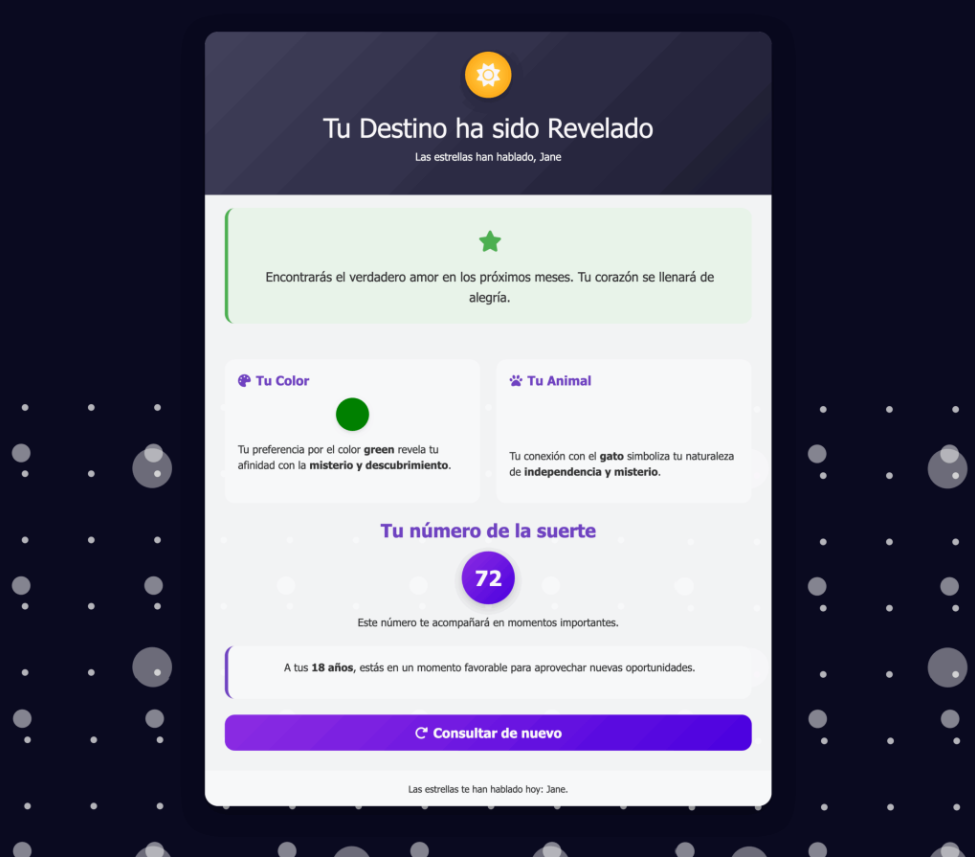 Tu Destino ha sido Revelado
Las estrellas han hablado, Jane
Encontrarás el verdadero amor en los próximos meses. Tu corazón se llenará de
alegría.
Tu Color
Tu preferencia por el color green revela tu
afinidad con la misterio y descubrimiento.
Tu Animal
Tu conexión con el gato simboliza tu naturaleza
de independencia y misterio.
Tu número de la suerte
72
Este número te acompañará en momentos importantes.
A tus 18 años, estás en un momento favorable para aprovechar nuevas oportunidades.
Consultar de nuevo
Las estrellas te han hablado hoy: Jane.